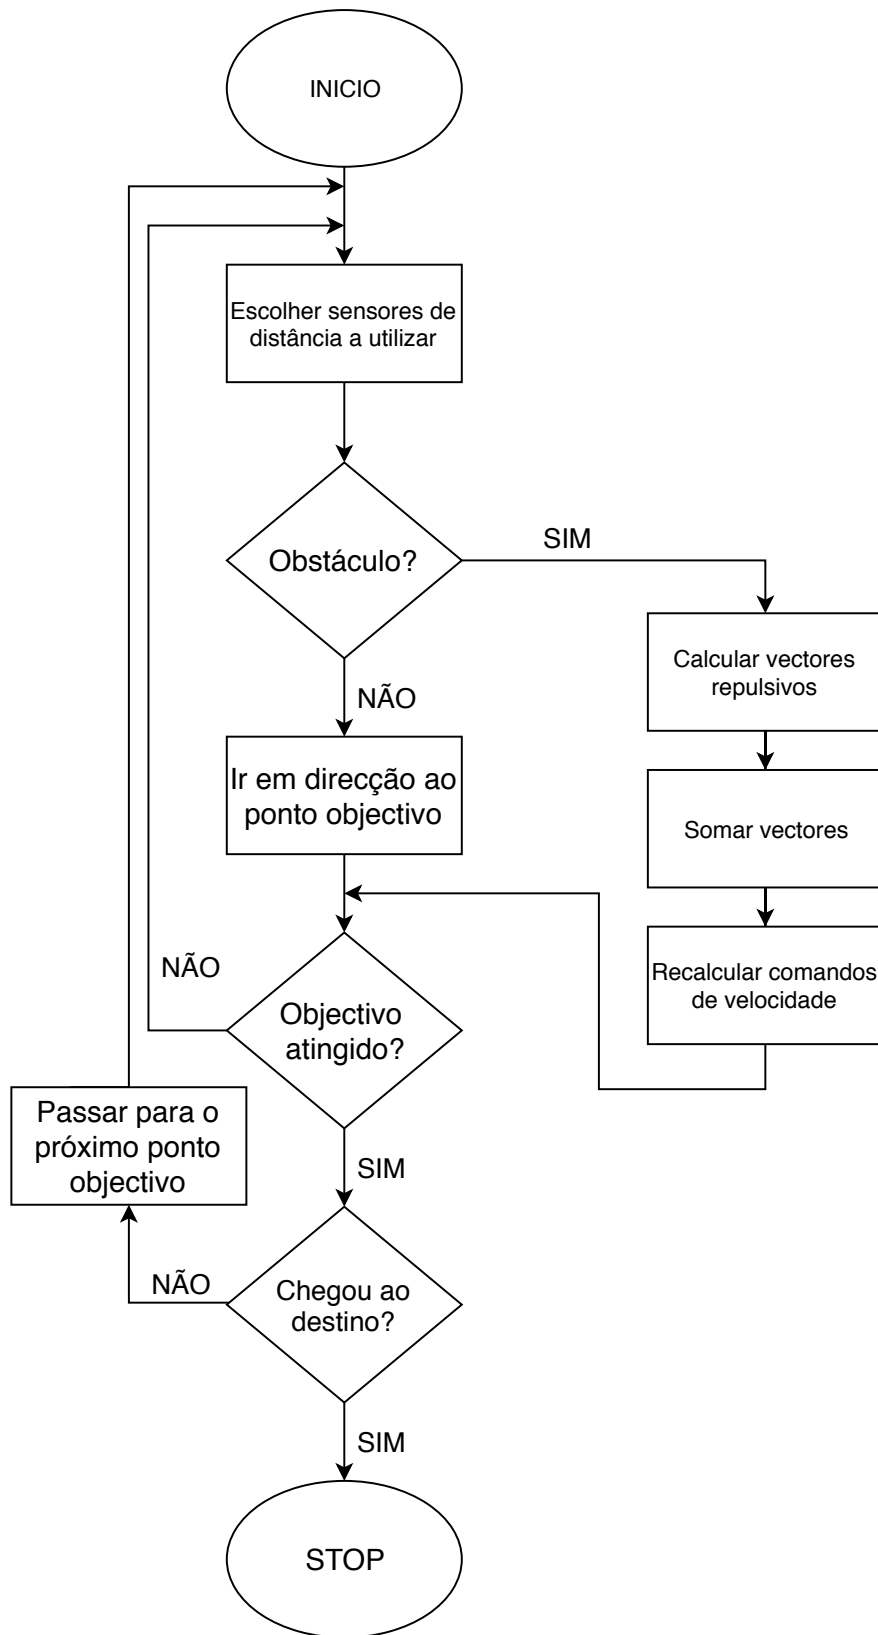 INICIO
Escolher sensores de
distância a utilizar
Obstáculo?
SIM
NÃO
Calcular vectores
repulsivos
Ir em direcção ao
ponto objectivo
Somar vectores
Recalcular comandos
de velocidade
NÃO
Objectivo
atingido?
Passar para o
próximo ponto
objectivo
SIM
NÃO
Chegou ao
destino?
SIM
STOP